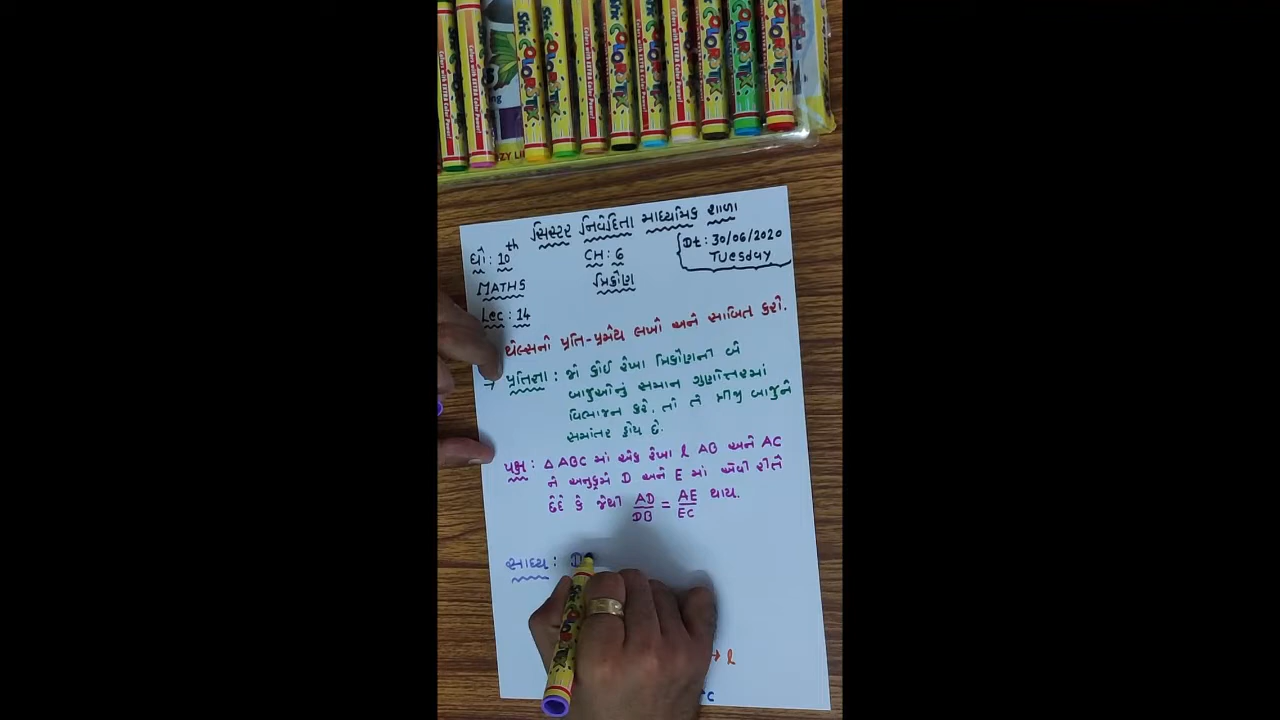 સિસ્ટર નિવેદિતા માધ્યમિક શાળા
ધો : 10th CH : 6 Dt : 30/06/2020
TUESDAY
MATHS ત્રિકોણ
Lec : 14
થેલ્સનો પ્રતિ-પ્રમેય લખો અને સાબિત કરો.
→ પ્રતિજ્ઞા : જો કોઈ રેખા ત્રિકોણની બે
બાજુઓનું સમાન ગુણોત્તરમાં
વિભાજન કરે, તો તે ત્રીજી બાજુને
સમાંતર હોય છે.
પક્ષ : △ ABC માં એક રેખા l AB અને AC
ને અનુક્રમે D અને E માં એવી રીતે
છેદે કે જેથી AD/DB = AE/EC થાય.
સાધ્ય : D
→ l
C